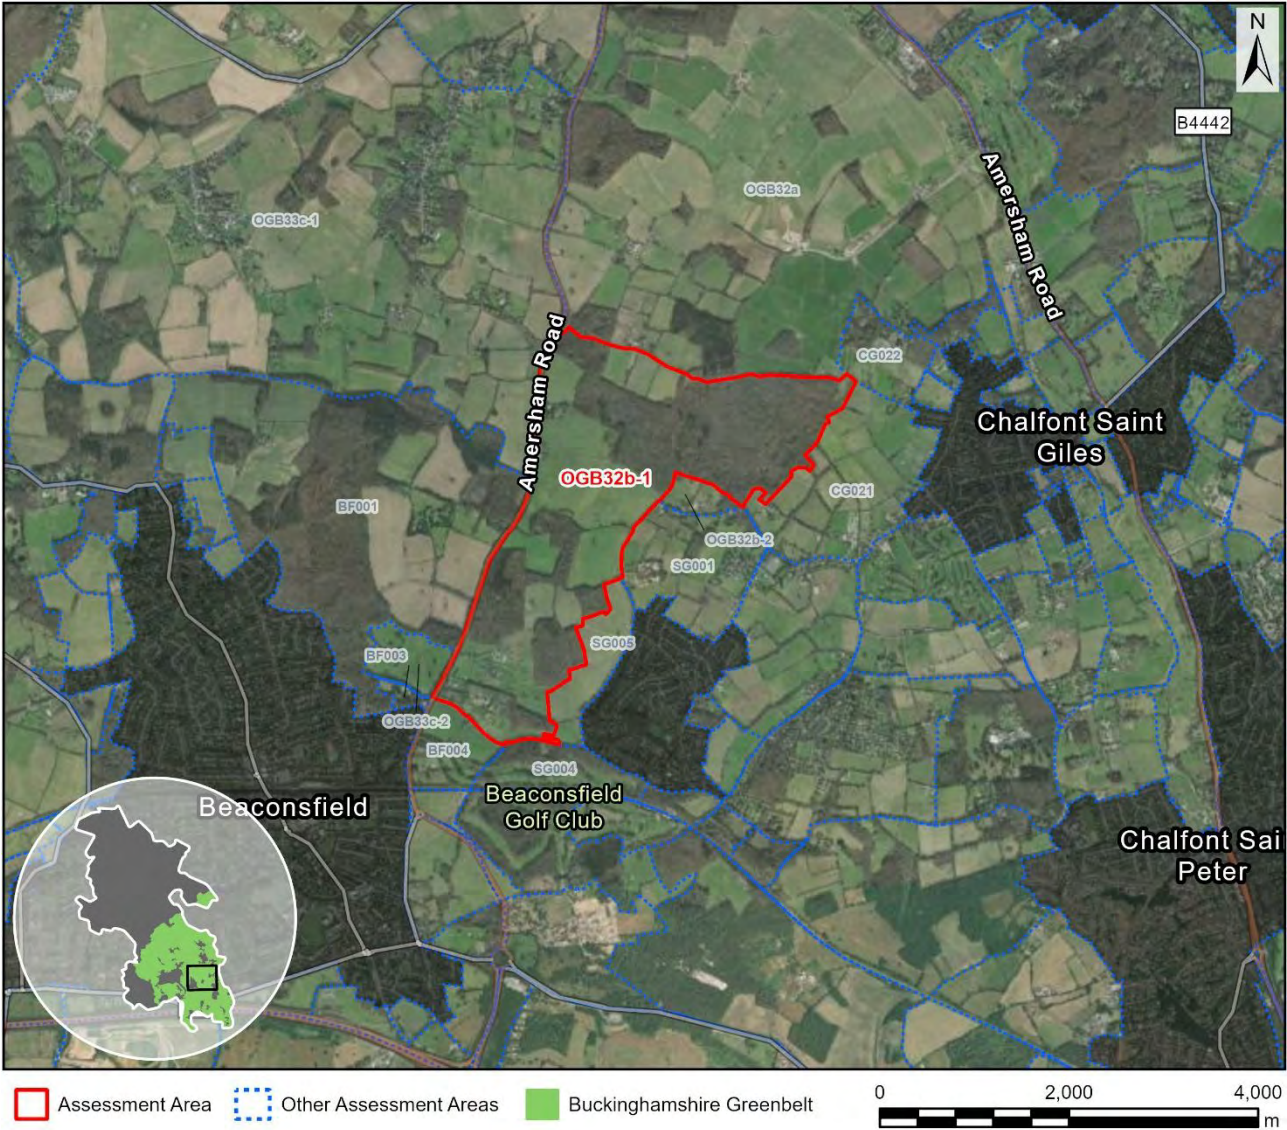 N
B4442
Amersham Road
OGB32a
OGB33c-1
Amersham Road
CG022
Chalfont Saint
Giles
OGB32b-1
CG021
BF001
OGB32b-2
SG001
SG005
BF003
OGB33c-2
BF004
SG004
Beaconsfield
Golf Club
Beaconsfield
Chalfont Sai
Peter
Assessment Area
Other Assessment Areas
Buckinghamshire Greenbelt
0 2,000 4,000
m